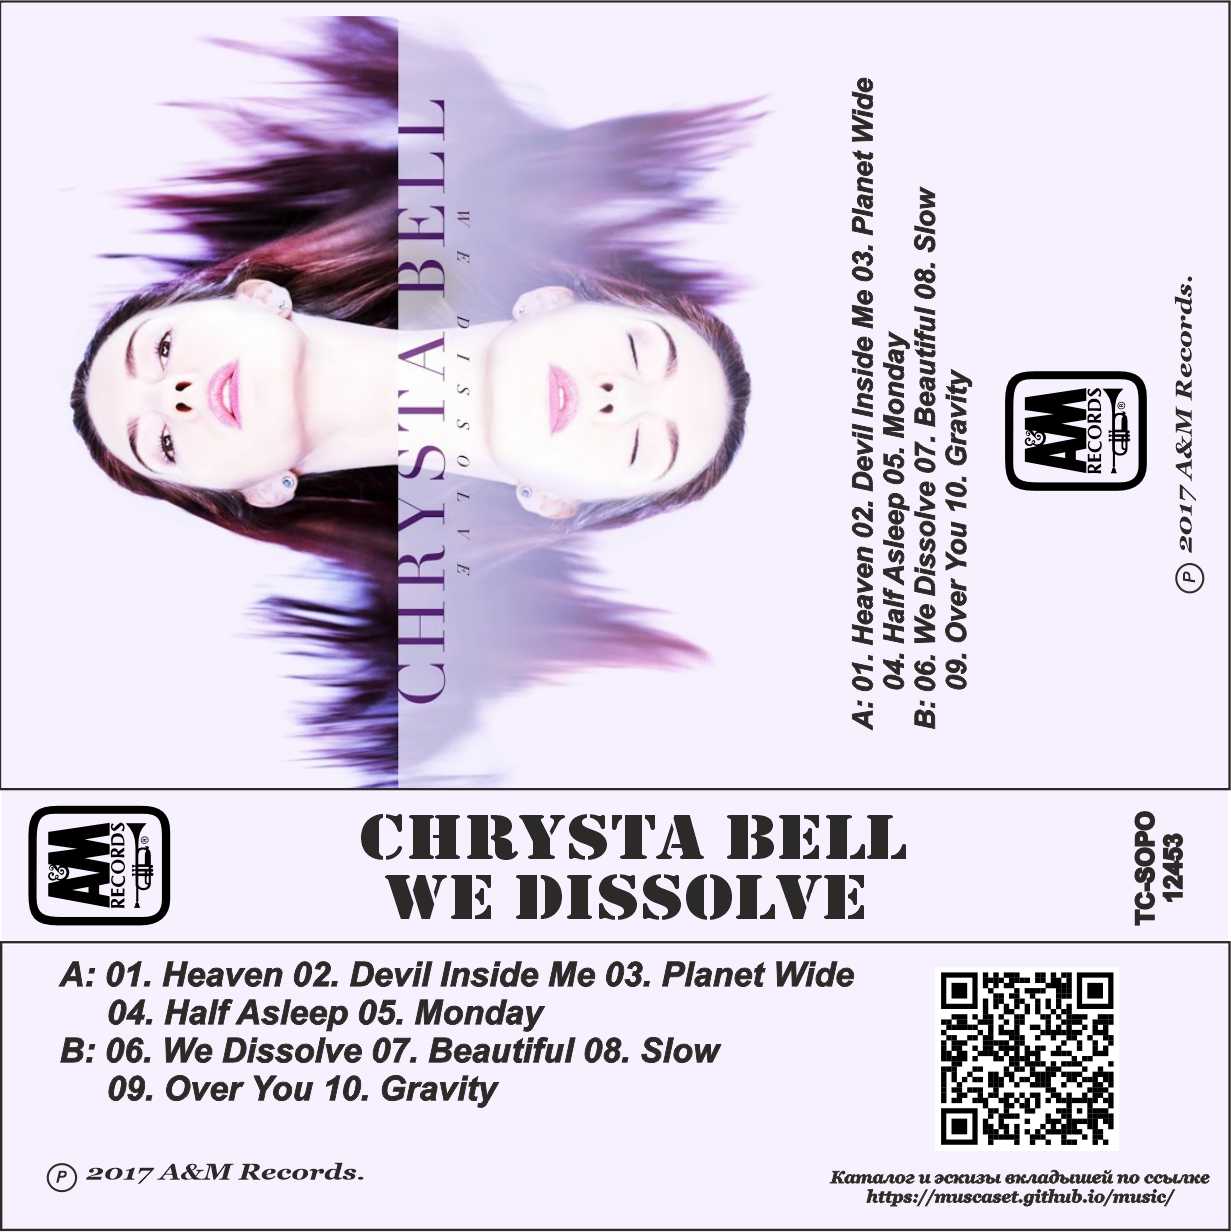 CHRYSTA BELL
WE DISSOLVE
A: 01. Heaven 02. Devil Inside Me 03. Planet Wide
04. Half Asleep 05. Monday
B: 06. We Dissolve 07. Beautiful 08. Slow
09. Over You 10. Gravity
A&M
RECORDS
®
Ⓟ 2017 A&M Records.
A&M
RECORDS
®
CHRYSTA BELL
WE DISSOLVE
TC-SOPO
12453
A: 01. Heaven 02. Devil Inside Me 03. Planet Wide
04. Half Asleep 05. Monday
B: 06. We Dissolve 07. Beautiful 08. Slow
09. Over You 10. Gravity
Ⓟ 2017 A&M Records.
Каталог и эскизы вкладышей по ссылке
https://muscaset.github.io/music/